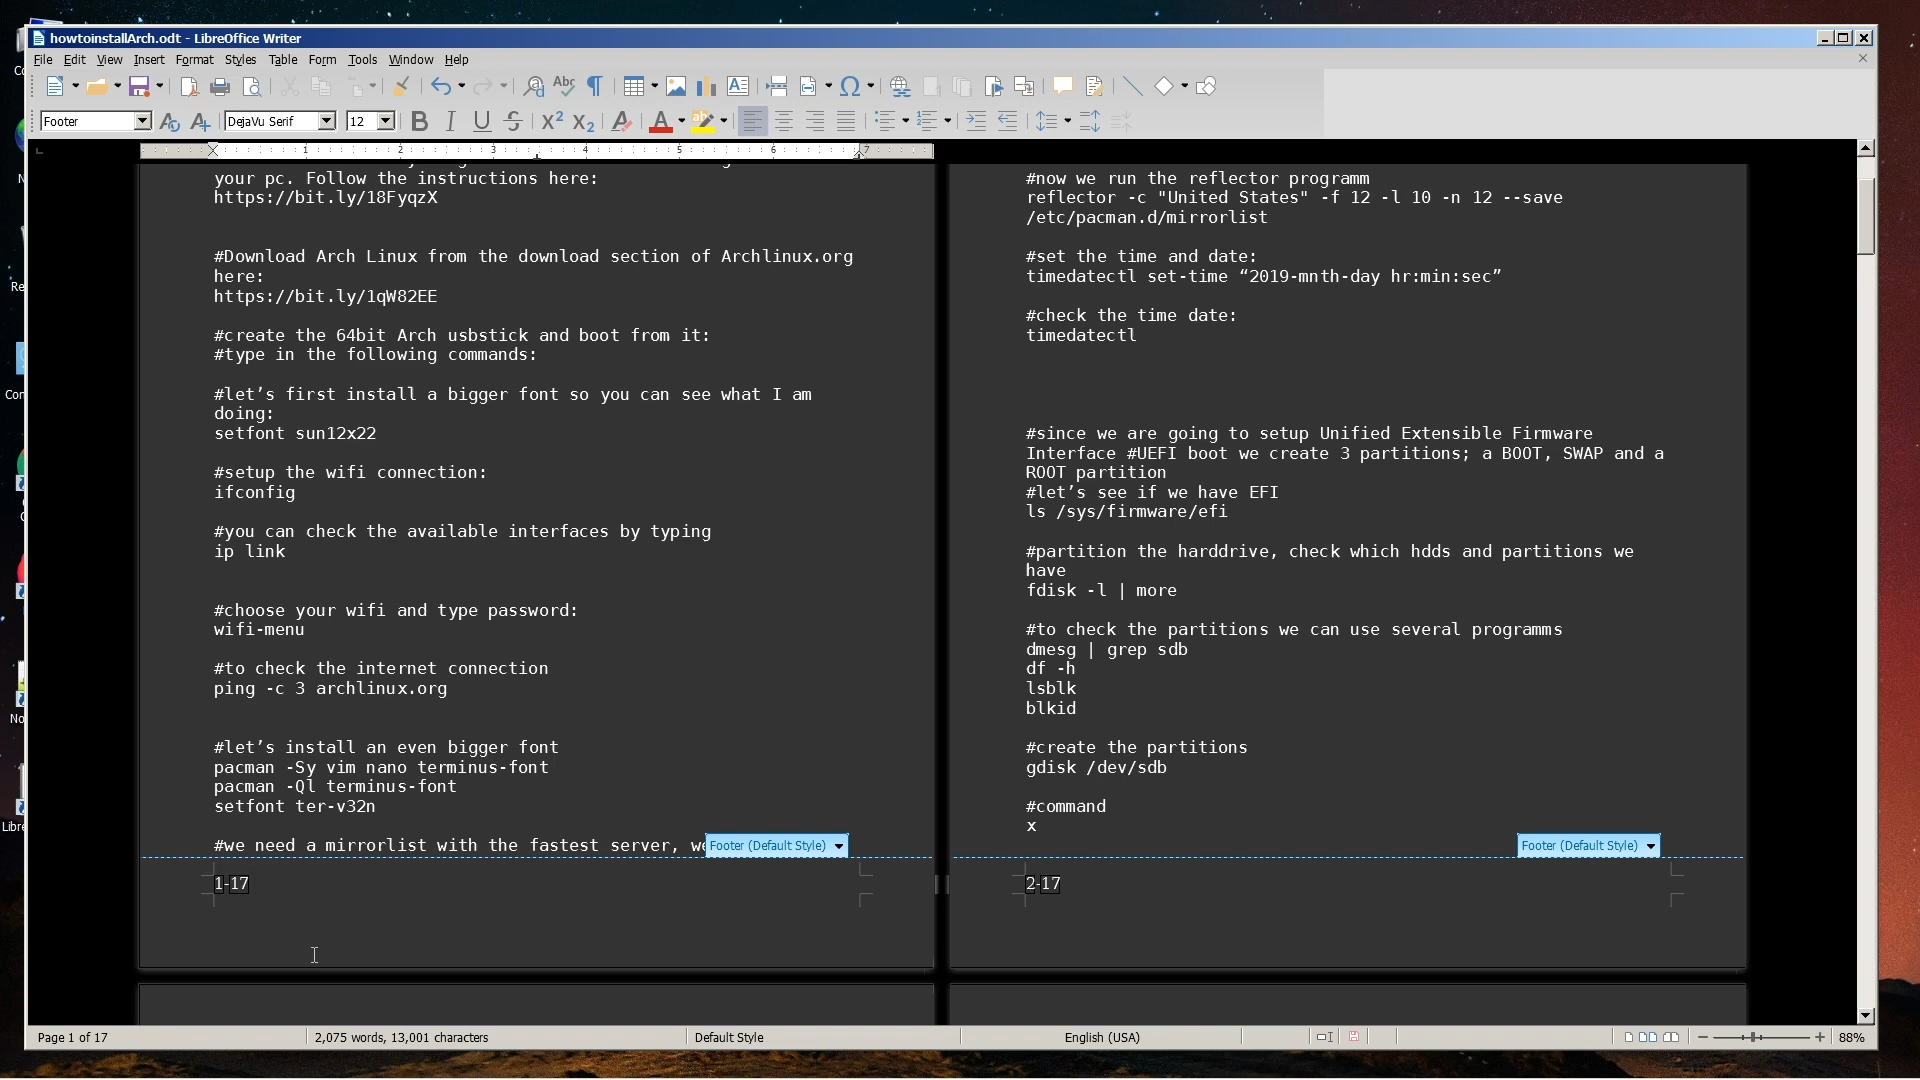 howtoinstallArch.odt - LibreOffice Writer
File Edit View Insert Format Styles Table Form Tools Window Help
Footer DejaVu Serif 12
1 2 3 4 5 6 7
your pc. Follow the instructions here:
https://bit.ly/18FyqzX
#Download Arch Linux from the download section of Archlinux.org
here:
https://bit.ly/1qW82EE
#create the 64bit Arch usbstick and boot from it:
#type in the following commands:
#let’s first install a bigger font so you can see what I am
doing:
setfont sun12x22
#setup the wifi connection:
ifconfig
#you can check the available interfaces by typing
ip link
#choose your wifi and type password:
wifi-menu
#to check the internet connection
ping -c 3 archlinux.org
#let’s install an even bigger font
pacman -Sy vim nano terminus-font
pacman -Ql terminus-font
setfont ter-v32n
#we need a mirrorlist with the fastest server,
Footer (Default Style)
1-17
#now we run the reflector programm
reflector -c "United States" -f 12 -l 10 -n 12 --save
/etc/pacman.d/mirrorlist
#set the time and date:
timedatectl set-time “2019-mnth-day hr:min:sec”
#check the time date:
timedatectl
#since we are going to setup Unified Extensible Firmware
Interface #UEFI boot we create 3 partitions; a BOOT, SWAP and a
ROOT partition
#let’s see if we have EFI
ls /sys/firmware/efi
#partition the harddrive, check which hdds and partitions we
have
fdisk -l | more
#to check the partitions we can use several programms
dmesg | grep sdb
df -h
lsblk
blkid
#create the partitions
gdisk /dev/sdb
#command
x
Footer (Default Style)
2-17
Page 1 of 17 2,075 words, 13,001 characters Default Style English (USA) 88%